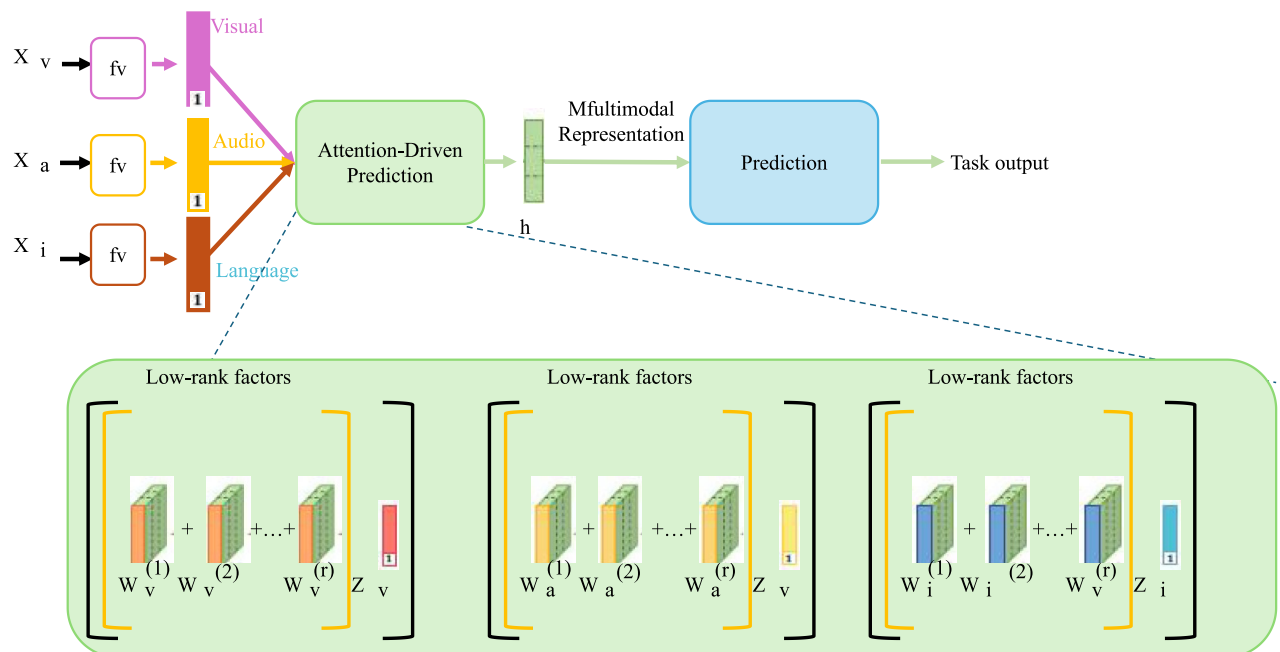 Visual
X v
fv
1
Audio
X a
fv
1
X i
fv
Language
1
Attention-Driven
Prediction
h
Mfultimodal
Representation
Prediction
Task output
Low-rank factors
W v (1) + W v (2) +...+ W v (r) Z v
1
Low-rank factors
W a (1) + W a (2) +...+ W a (r) Z v
1
Low-rank factors
W i (1) + W i (2) +...+ W v (r) Z i
1